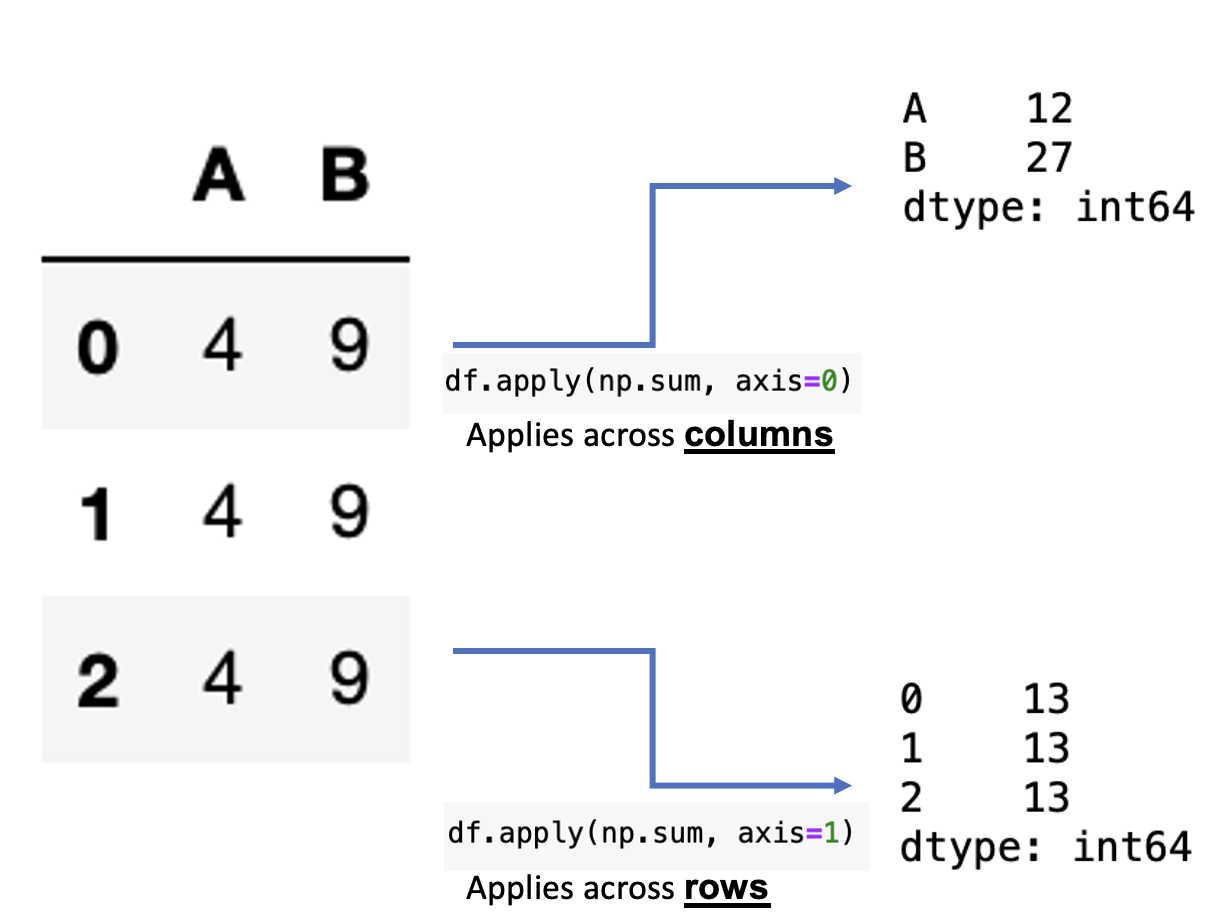 A B
0 4 9
1 4 9
2 4 9
df.apply(np.sum, axis=0)
Applies across columns
A 12
B 27
dtype: int64
df.apply(np.sum, axis=1)
Applies across rows
0 13
1 13
2 13
dtype: int64